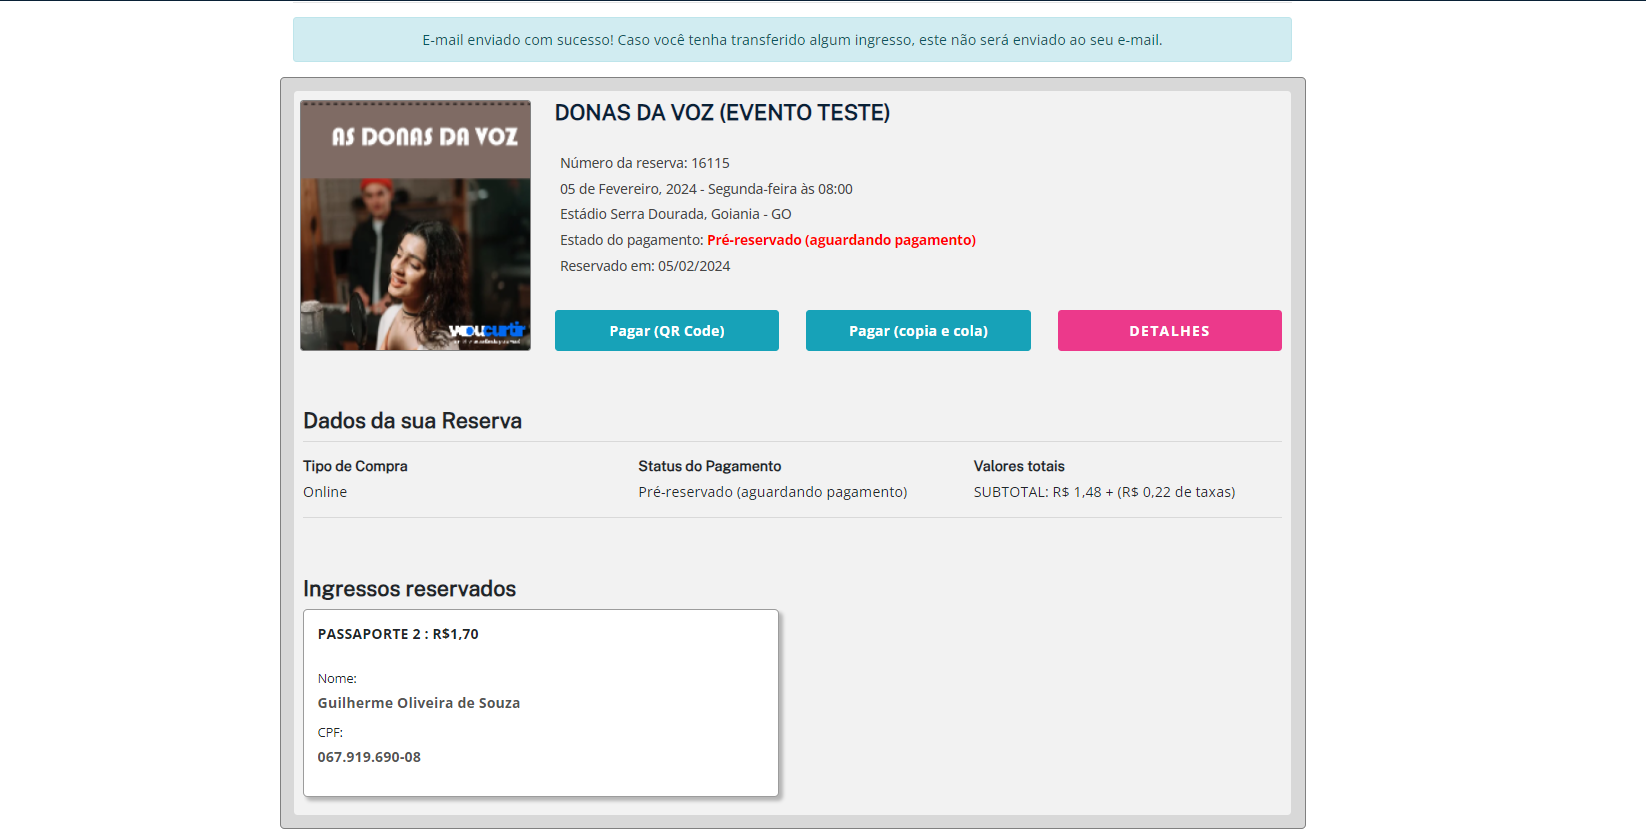 E-mail enviado com sucesso! Caso você tenha transferido algum ingresso, este não será enviado ao seu e-mail.
AS DONAS DA VOZ
DONAS DA VOZ (EVENTO TESTE)
Número da reserva: 16115
05 de Fevereiro, 2024 - Segunda-feira às 08:00
Estádio Serra Dourada, Goiania - GO
Estado do pagamento: Pré-reservado (aguardando pagamento)
Reservado em: 05/02/2024
Pagar (QR Code)
Pagar (copia e cola)
DETALHES
Dados da sua Reserva
Tipo de Compra
Online
Status do Pagamento
Pré-reservado (aguardando pagamento)
Valores totais
SUBTOTAL: R$ 1,48 + (R$ 0,22 de taxas)
Ingressos reservados
PASSAPORTE 2 : R$1,70
Nome:
Guilherme Oliveira de Souza
CPF:
067.919.690-08